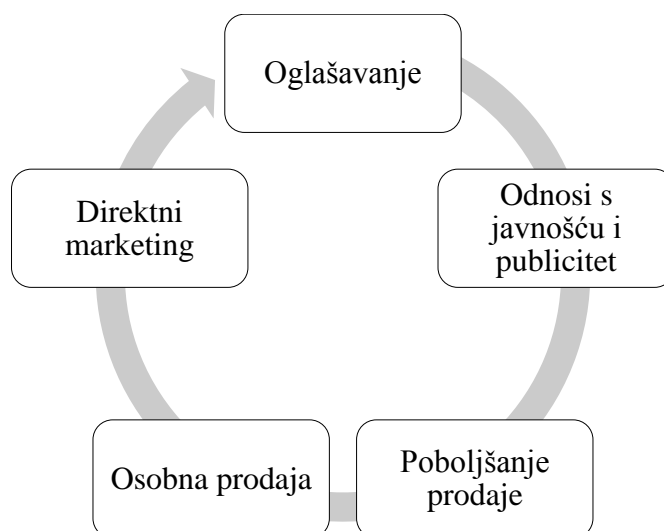 Oglašavanje
Odnosi s
javnošću i
publicitet
Poboljšanje
prodaje
Osobna prodaja
Direktni
marketing